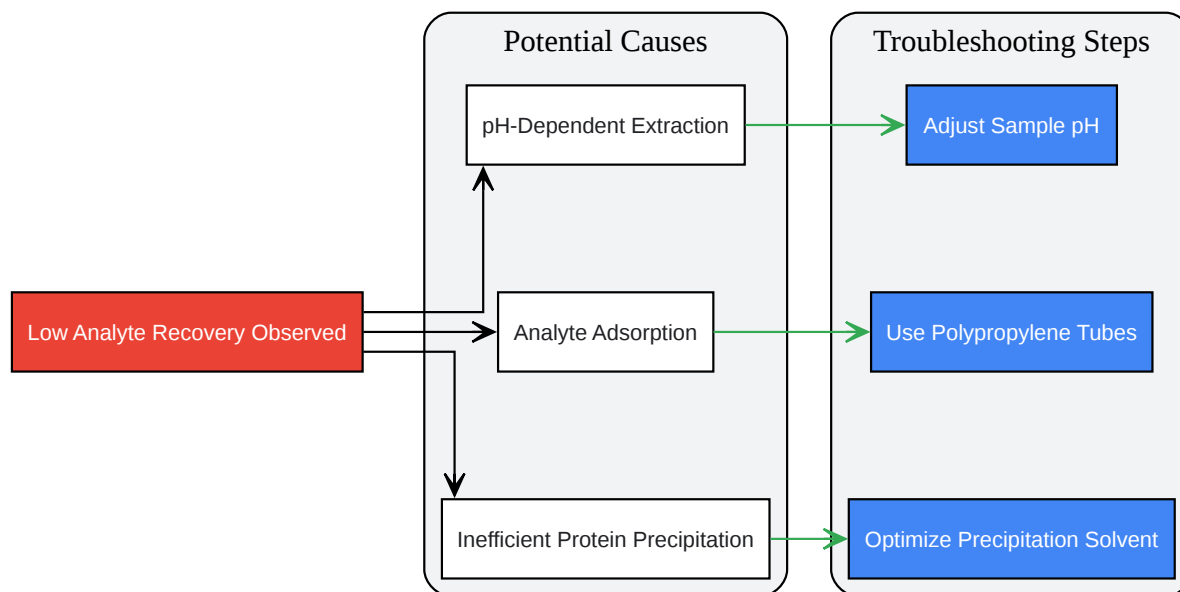 Potential Causes
Troubleshooting Steps
pH-Dependent Extraction
Adjust Sample pH
Low Analyte Recovery Observed
Analyte Adsorption
Use Polypropylene Tubes
Inefficient Protein Precipitation
Optimize Precipitation Solvent